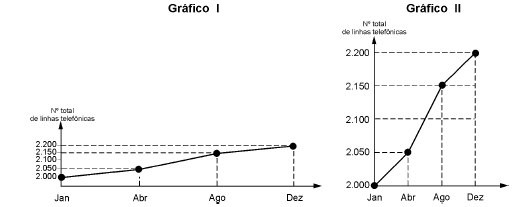 Gráfico I
Nº total
de linhas telefônicas
2.200
2.150
2.100
2.050
2.000
Jan Abr Ago Dez
Gráfico II
Nº total
de linhas telefônicas
2.200
2.150
2.100
2.050
2.000
Jan Abr Ago Dez